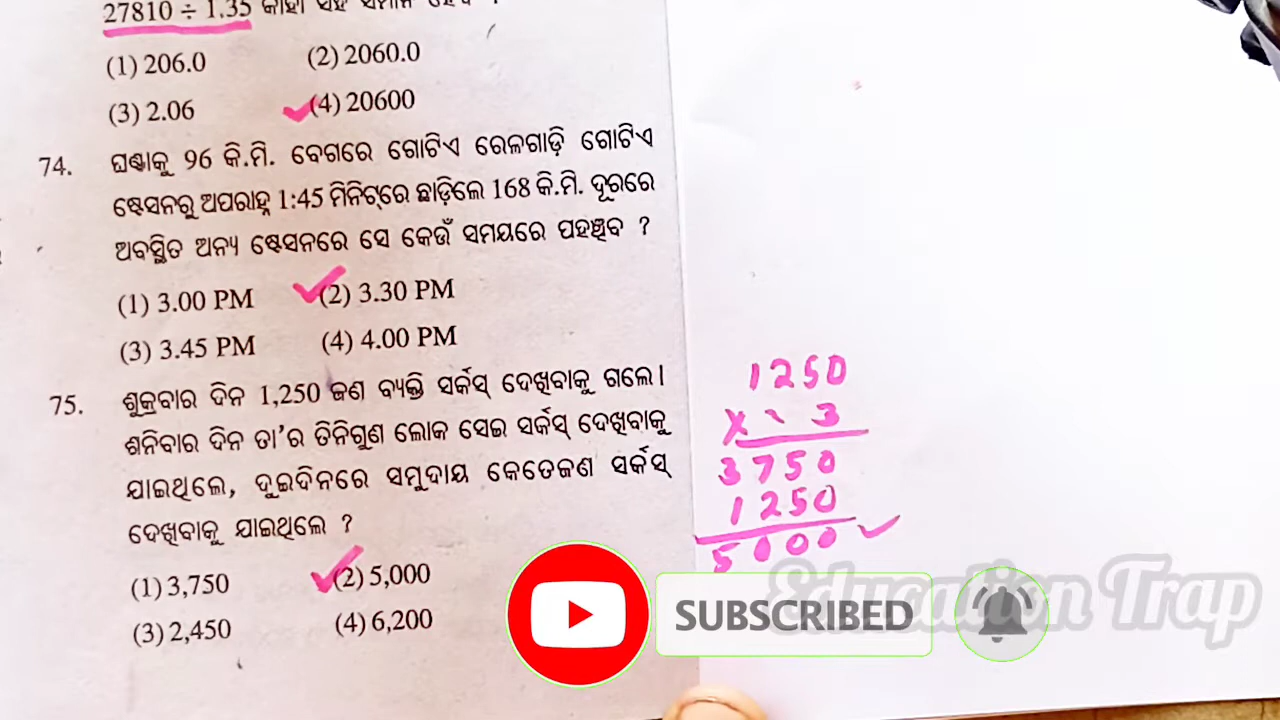 27810 ÷ 1.35
(1) 206.0 (2) 2060.0
(3) 2.06 (4) 20600
74. ଘଣ୍ଟାକୁ 96 କି.ମି. ବେଗରେ ଗୋଟିଏ ରେଳଗାଡ଼ି ଗୋଟିଏ
ଷ୍ଟେସନରୁ ଅପରାହ୍ନ 1:45 ମିନିଟ୍‌ରେ ଛାଡ଼ିଲେ 168 କି.ମି. ଦୂରରେ
ଅବସ୍ଥିତ ଅନ୍ୟ ଷ୍ଟେସନରେ ସେ କେଉଁ ସମୟରେ ପହଞ୍ଚିବ ?
(1) 3.00 PM (2) 3.30 PM
(3) 3.45 PM (4) 4.00 PM
75. ଶୁକ୍ରବାର ଦିନ 1,250 ଜଣ ବ୍ୟକ୍ତି ସର୍କସ୍ ଦେଖିବାକୁ ଗଲେ।
ଶନିବାର ଦିନ ତା'ର ତିନିଗୁଣ ଲୋକ ସେଇ ସର୍କସ୍ ଦେଖିବାକୁ
ଯାଇଥିଲେ, ଦୁଇଦିନରେ ସମୁଦାୟ କେତେଜଣ ସର୍କସ୍
ଦେଖିବାକୁ ଯାଇଥିଲେ ?
(1) 3,750 (2) 5,000
(3) 2,450 (4) 6,200
1250
x 3
3750
1250
5000
SUBSCRIBED
Education Trap